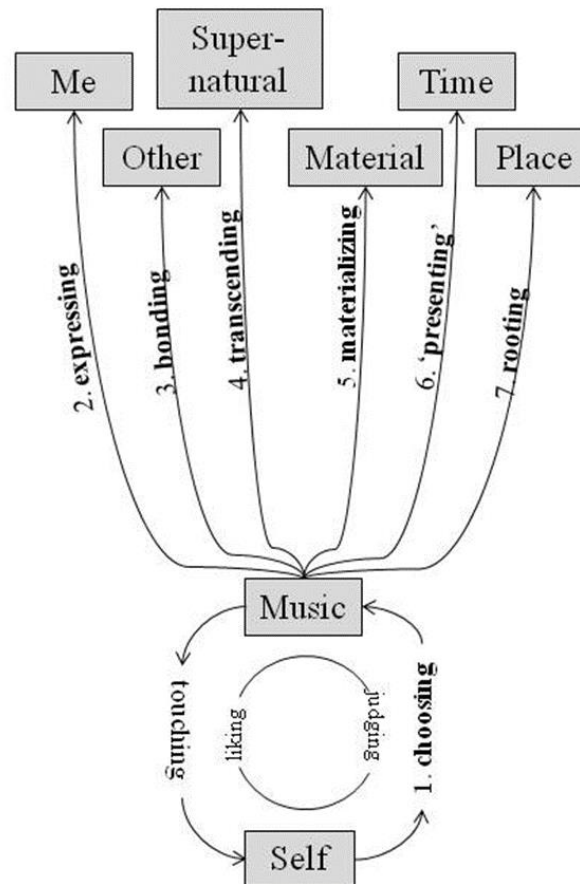 Super-
natural
Me
Time
Other
Material
Place
2. expressing
3. bonding
4. transcending
5. materializing
6. ‘presenting’
7. rooting
Music
touching
liking
judging
1. choosing
Self